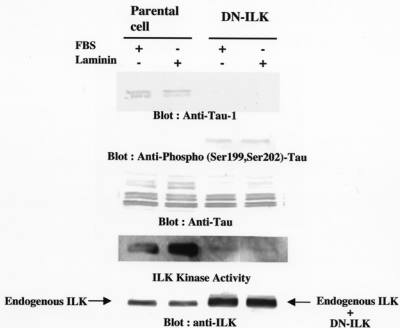 Parental DN-ILK
cell
FBS + - + -
Laminin - + - +
Blot : Anti-Tau-1
Blot : Anti-Phospho (Ser199,Ser202)-Tau
Blot : Anti-Tau
ILK Kinase Activity
Endogenous ILK Endogenous ILK
+
DN-ILK
Blot : anti-ILK